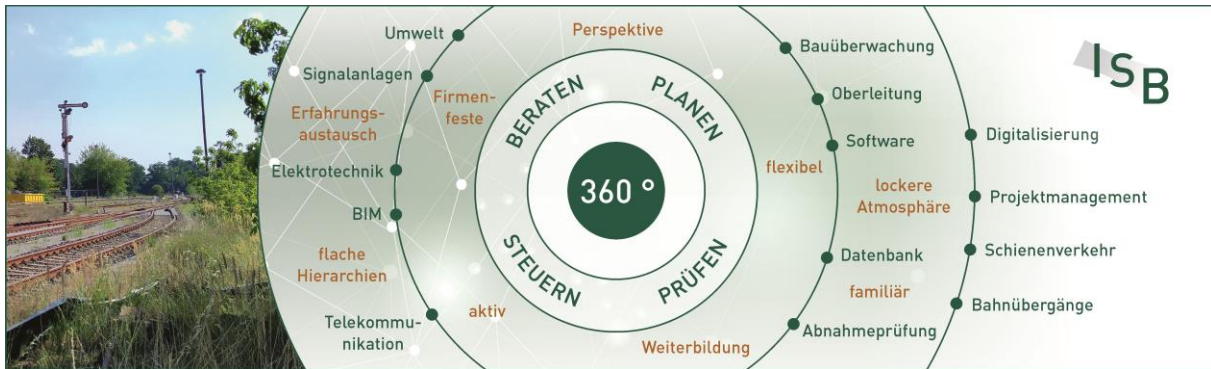 Umwelt
Signalanlagen
Erfahrungs-
austausch
Firmen-
feste
Elektrotechnik
BIM
flache
Hierarchien
aktiv
Telekommu-
nikation
Perspektive
BERATEN
PLANEN
360 °
STEUERN
PRÜFEN
Weiterbildung
Bauüberwachung
Oberleitung
Software
flexibel
lockere
Atmosphäre
Datenbank
familiär
Abnahmeprüfung
ISB
Digitalisierung
Projektmanagement
Schienenverkehr
Bahnübergänge